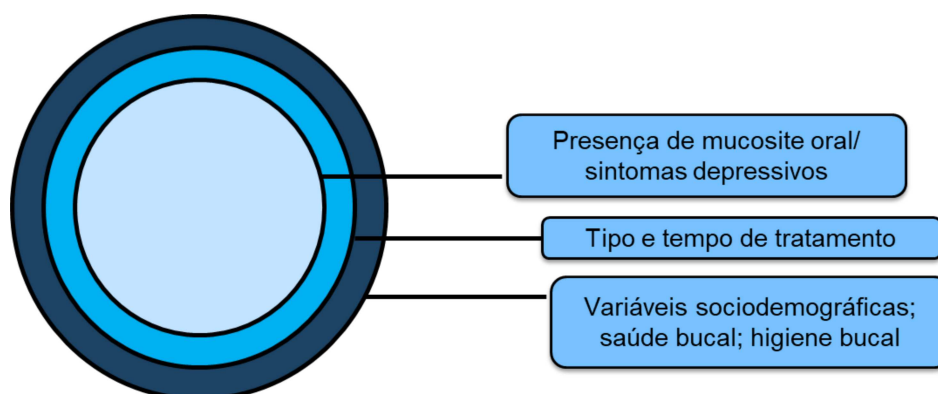 Presença de mucosite oral/
sintomas depressivos
Tipo e tempo de tratamento
Variáveis sociodemográficas;
saúde bucal; higiene bucal